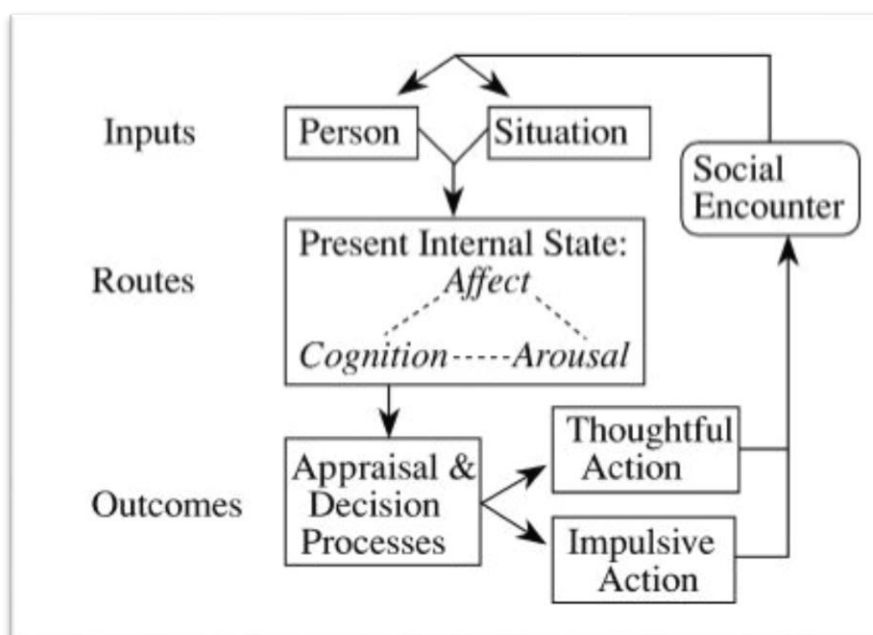 Inputs
Person
Situation
Social
Encounter
Routes
Present Internal State:
Affect
Cognition
Arousal
Outcomes
Appraisal &
Decision
Processes
Thoughtful
Action
Impulsive
Action